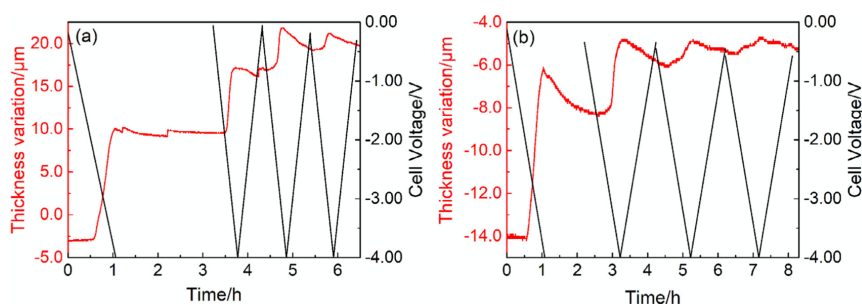 (a)
Thickness variation/μm
20.0
15.0
10.0
5.0
0.0
-5.0
0 1 2 3 4 5 6
Time/h
0.00
-1.00
-2.00
-3.00
-4.00
Cell Voltage/V
(b)
Thickness variation/μm
-4.0
-6.0
-8.0
-10.0
-12.0
-14.0
0 1 2 3 4 5 6 7 8
Time/h
0.00
-1.00
-2.00
-3.00
-4.00
Cell Voltage/V